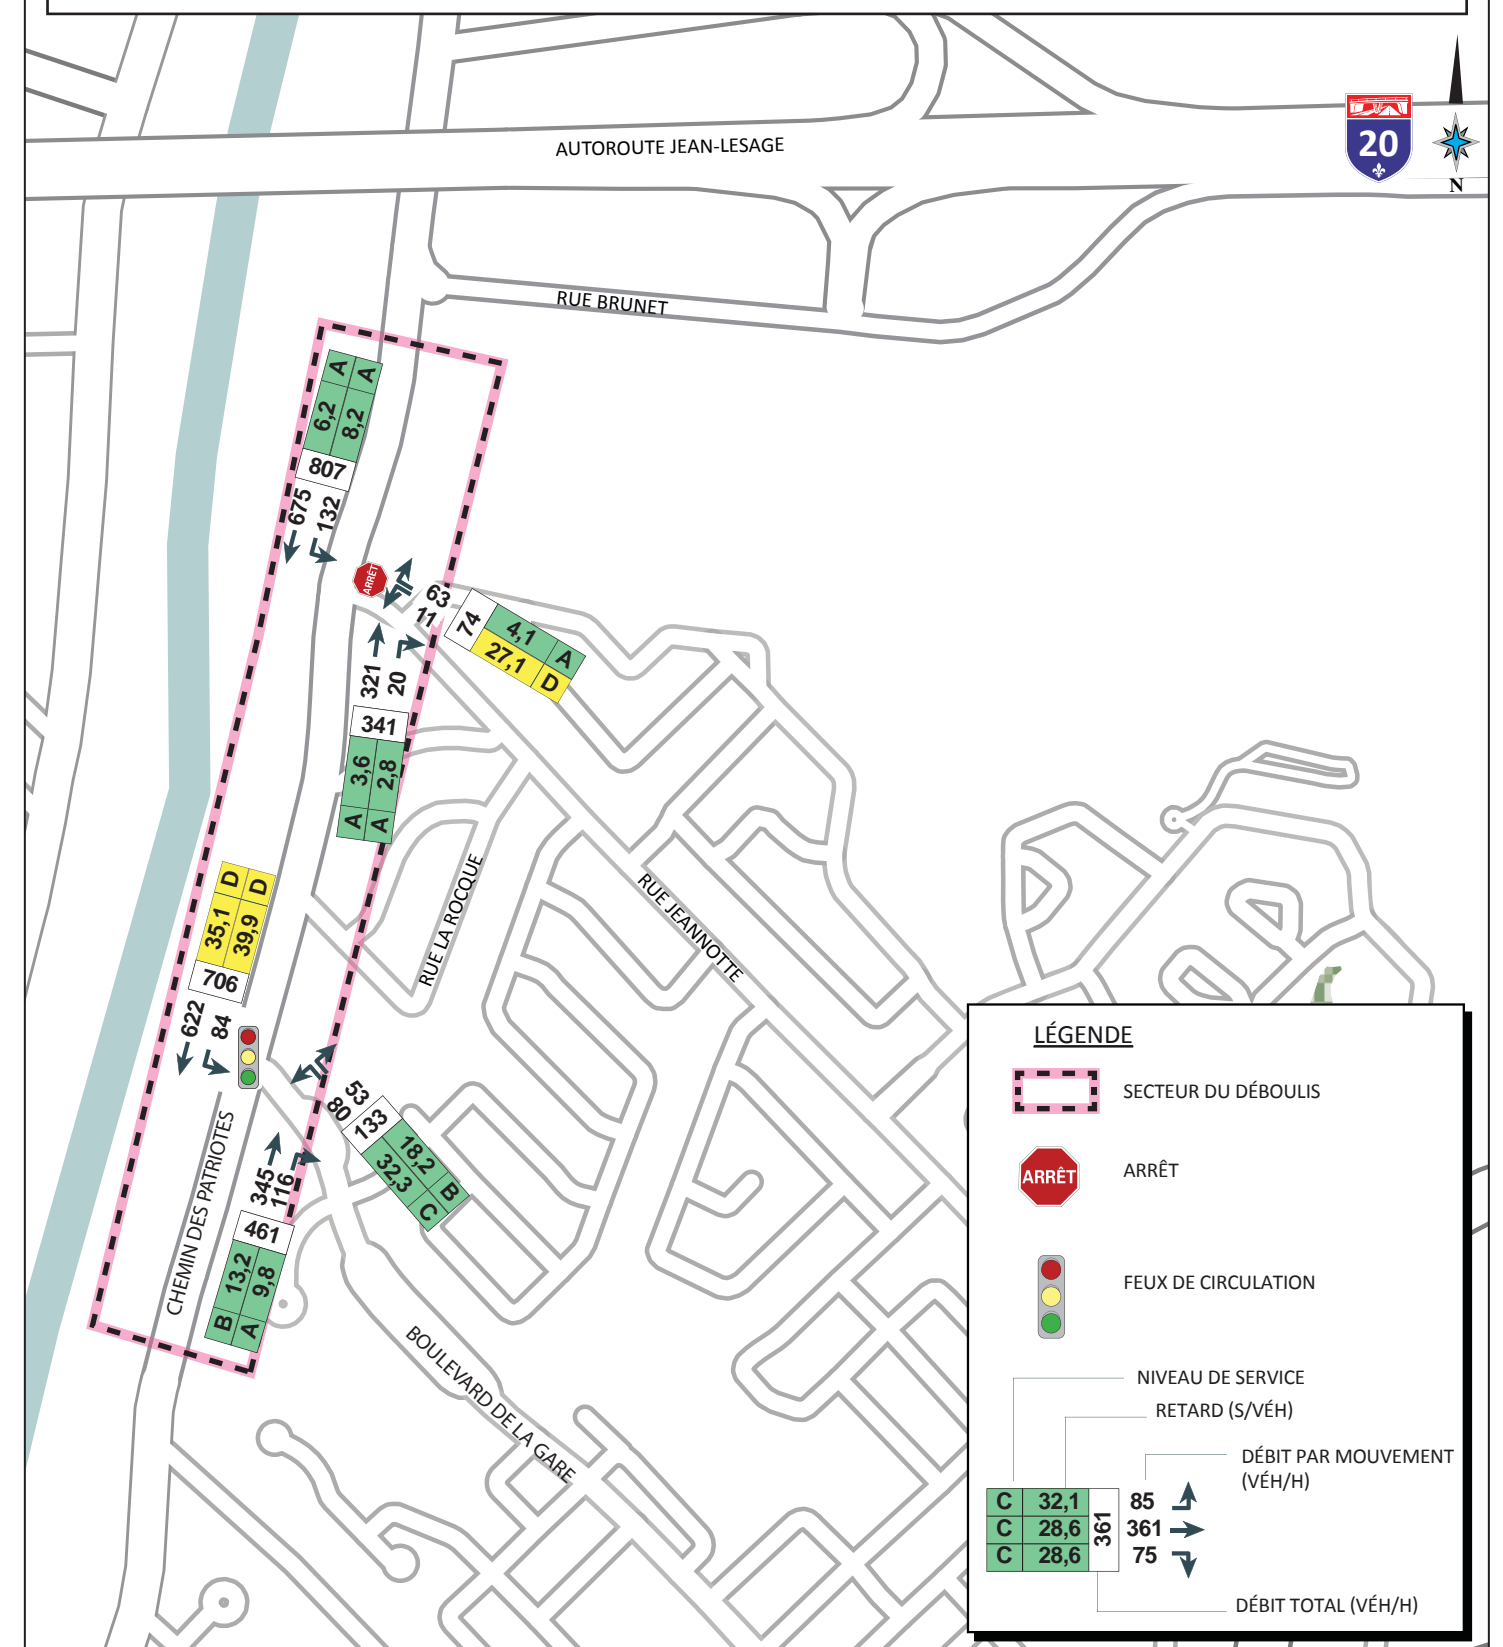 AUTOROUTE JEAN-LESAGE
20
N
RUE BRUNET
A A
6,2 8,2
807
675 132
ARRÊT
63
11
74
4,1 A
27,1 D
321 20
341
3,6 2,8
A A
RUE LA ROCQUE
RUE JEANNOTTE
D D
35,1 39,9
706
622 84
53
80
133
18,2 B
32,3 C
CHEMIN DES PATRIOTES
345 116
461
13,2 9,8
B A
BOULEVARD DE LA GARE
LÉGENDE
SECTEUR DU DÉBOULIS
ARRÊT
ARRÊT
FEUX DE CIRCULATION
NIVEAU DE SERVICE
RETARD (S/VÉH)
DÉBIT PAR MOUVEMENT
(VÉH/H)
C 32,1 85
C 28,6 361 361
C 28,6 75
DÉBIT TOTAL (VÉH/H)